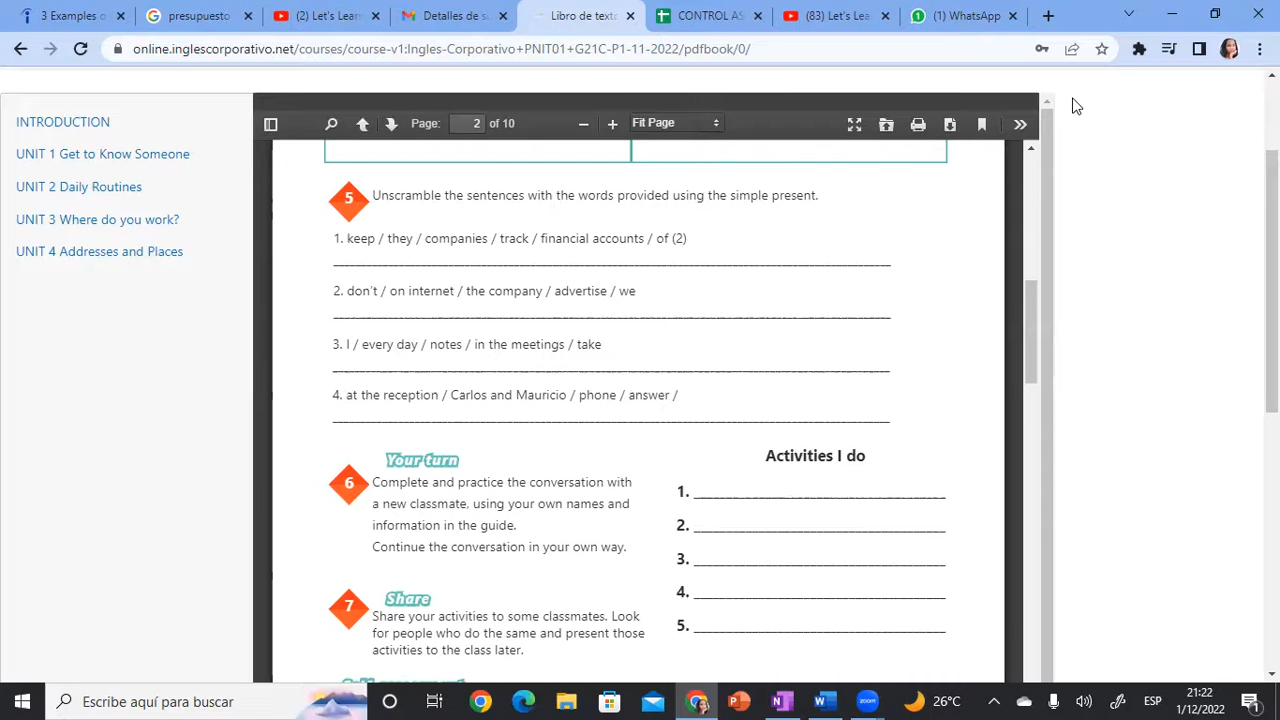 3 Examples o
presupuesto
(2) Let's Lear
Detalles de su
Libro de texto
CONTROL AS
(83) Let's Lea
(1) WhatsApp
online.inglescorporativo.net/courses/course-v1:Ingles-Corporativo+PNIT01+G21C-P1-11-2022/pdfbook/0/
INTRODUCTION
UNIT 1 Get to Know Someone
UNIT 2 Daily Routines
UNIT 3 Where do you work?
UNIT 4 Addresses and Places
Page: 2 of 10
Fit Page
5 Unscramble the sentences with the words provided using the simple present.
1. keep / they / companies / track / financial accounts / of (2)
2. don't / on internet / the company / advertise / we
3. I / every day / notes / in the meetings / take
4. at the reception / Carlos and Mauricio / phone / answer /
Your turn
6 Complete and practice the conversation with
a new classmate, using your own names and
information in the guide.
Continue the conversation in your own way.
Activities I do
1.
2.
3.
4.
5.
Share
7 Share your activities to some classmates. Look
for people who do the same and present those
activities to the class later.
Escribe aquí para buscar
26°C
ESP
21:22
1/12/2022
1